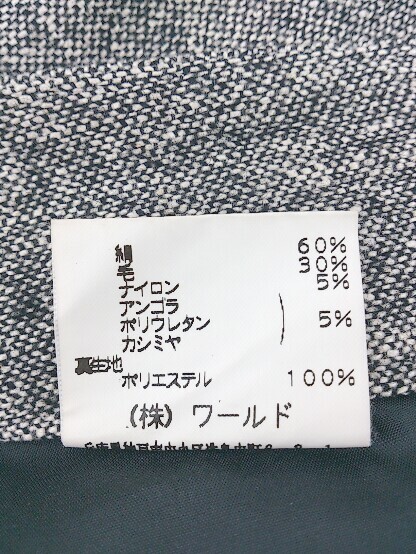 絹 60%
毛 30%
ナイロン 5%
アンゴラ
ポリウレタン ) 5%
カシミヤ
裏生地
ポリエステル 100%
(株) ワールド